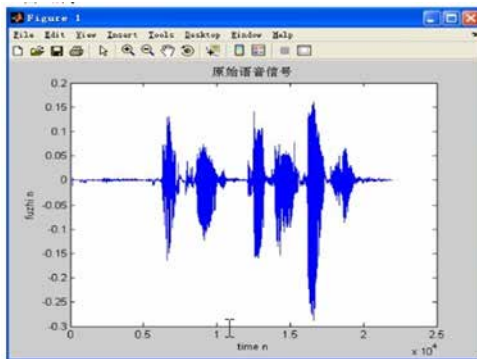 Figure 1
File Edit View Insert Tools Desktop Window Help
原始语音信号
0.2
0.15
0.1
0.05
0
-0.05
-0.1
-0.15
-0.2
-0.25
-0.3
fuzhi n
0 0.5 1 1.5 2 2.5
time n
x 10⁴